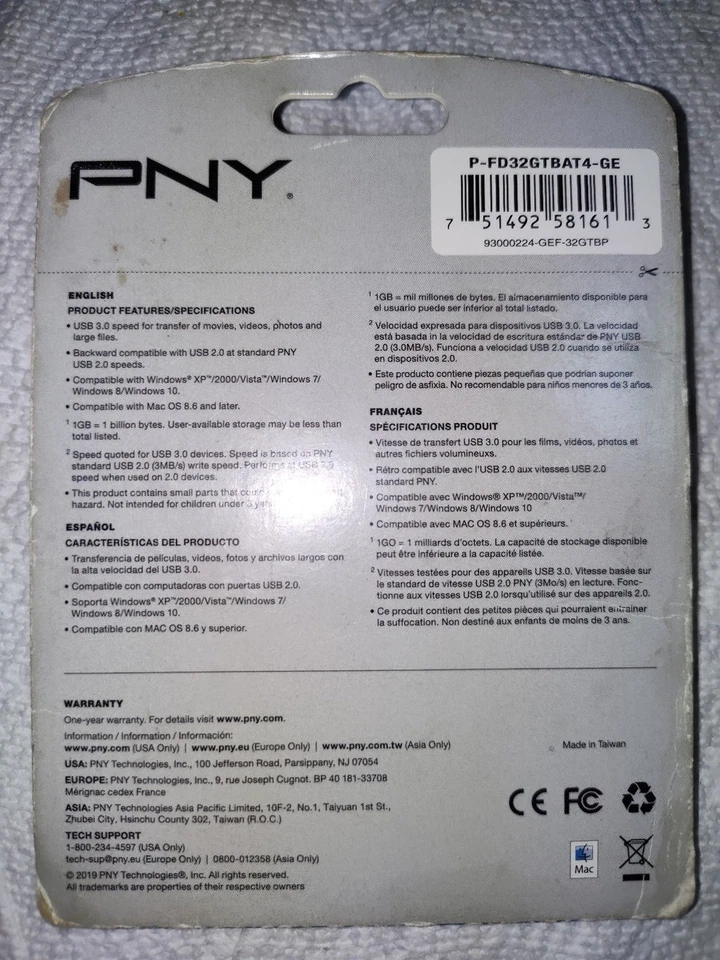 PNY®
P-FD32GTBAT4-GE
7 51492 58161 3
93000224-GEF-32GTBP
ENGLISH
PRODUCT FEATURES/SPECIFICATIONS
• USB 3.0 speed for transfer of movies, videos, photos and
large files.
• Backward compatible with USB 2.0 at standard PNY
USB 2.0 speeds.
• Compatible with Windows® XP™/2000/Vista™/Windows 7/
Windows 8/Windows 10.
• Compatible with Mac OS 8.6 and later.
¹ 1GB = 1 billion bytes. User-available storage may be less than
total listed.
² Speed quoted for USB 3.0 devices. Speed is based on PNY
standard USB 2.0 (3MB/s) write speed. Performs at USB 2.0
speed when used on 2.0 devices.
• This product contains small parts that
hazard. Not intended for children under 3
ESPAÑOL
CARACTERÍSTICAS DEL PRODUCTO
• Transferencia de películas, videos, fotos y archivos largos con
la alta velocidad del USB 3.0.
• Compatible con computadoras con puertas USB 2.0.
• Soporta Windows® XP™/2000/Vista™/Windows 7/
Windows 8/Windows 10.
• Compatible con MAC OS 8.6 y superior.
¹ 1GB = mil millones de bytes. El almacenamiento disponible para
el usuario puede ser inferior al total listado.
² Velocidad expresada para dispositivos USB 3.0. La velocidad
está basada in la velocidad de escritura estándar de PNY USB
2.0 (3.0MB/s). Funciona a velocidad USB 2.0 cuando se utiliza
en dispositivos 2.0.
• Este producto contiene piezas pequeñas que podrían suponer
peligro de asfixia. No recomendable para niños menores de 3 años.
FRANÇAIS
SPÉCIFICATIONS PRODUIT
• Vitesse de transfert USB 3.0 pour les films, vidéos, photos et
autres fichiers volumineux.
• Rétro compatible avec l'USB 2.0 aux vitesses USB 2.0
standard PNY.
• Compatible avec Windows® XP™/2000/Vista™/
Windows 7/Windows 8/Windows 10
• Compatible avec MAC OS 8.6 et supérieurs.
¹ 1GO = 1 milliards d'octets. La capacité de stockage disponible
peut être inférieure a la capacité listée.
² Vitesses testées pour des appareils USB 3.0. Vitesse basée sur
le standard de vitesse USB 2.0 PNY (3Mo/s) en lecture. Fonc-
tionne aux vitesses USB 2.0 lorsqu'utilisé sur des appareils 2.0.
• Ce produit contient des petites pièces qui pourraient entrainer
la suffocation. Non destiné aux enfants de moins de 3 ans.
WARRANTY
One-year warranty. For details visit www.pny.com.
Information / Information / Información:
www.pny.com (USA Only) | www.pny.eu (Europe Only) | www.pny.com.tw (Asia Only)
USA: PNY Technologies, Inc., 100 Jefferson Road, Parsippany, NJ 07054
EUROPE: PNY Technologies, Inc., 9, rue Joseph Cugnot. BP 40 181-33708
Mérignac cedex France
ASIA: PNY Technologies Asia Pacific Limited, 10F-2, No.1, Taiyuan 1st St.,
Zhubei City, Hsinchu County 302, Taiwan (R.O.C.)
TECH SUPPORT
1-800-234-4597 (USA Only)
tech-sup@pny.eu (Europe Only) | 0800-012358 (Asia Only)
© 2019 PNY Technologies®, Inc. All rights reserved.
All trademarks are properties of their respective owners
Made in Taiwan
CE FC
Mac